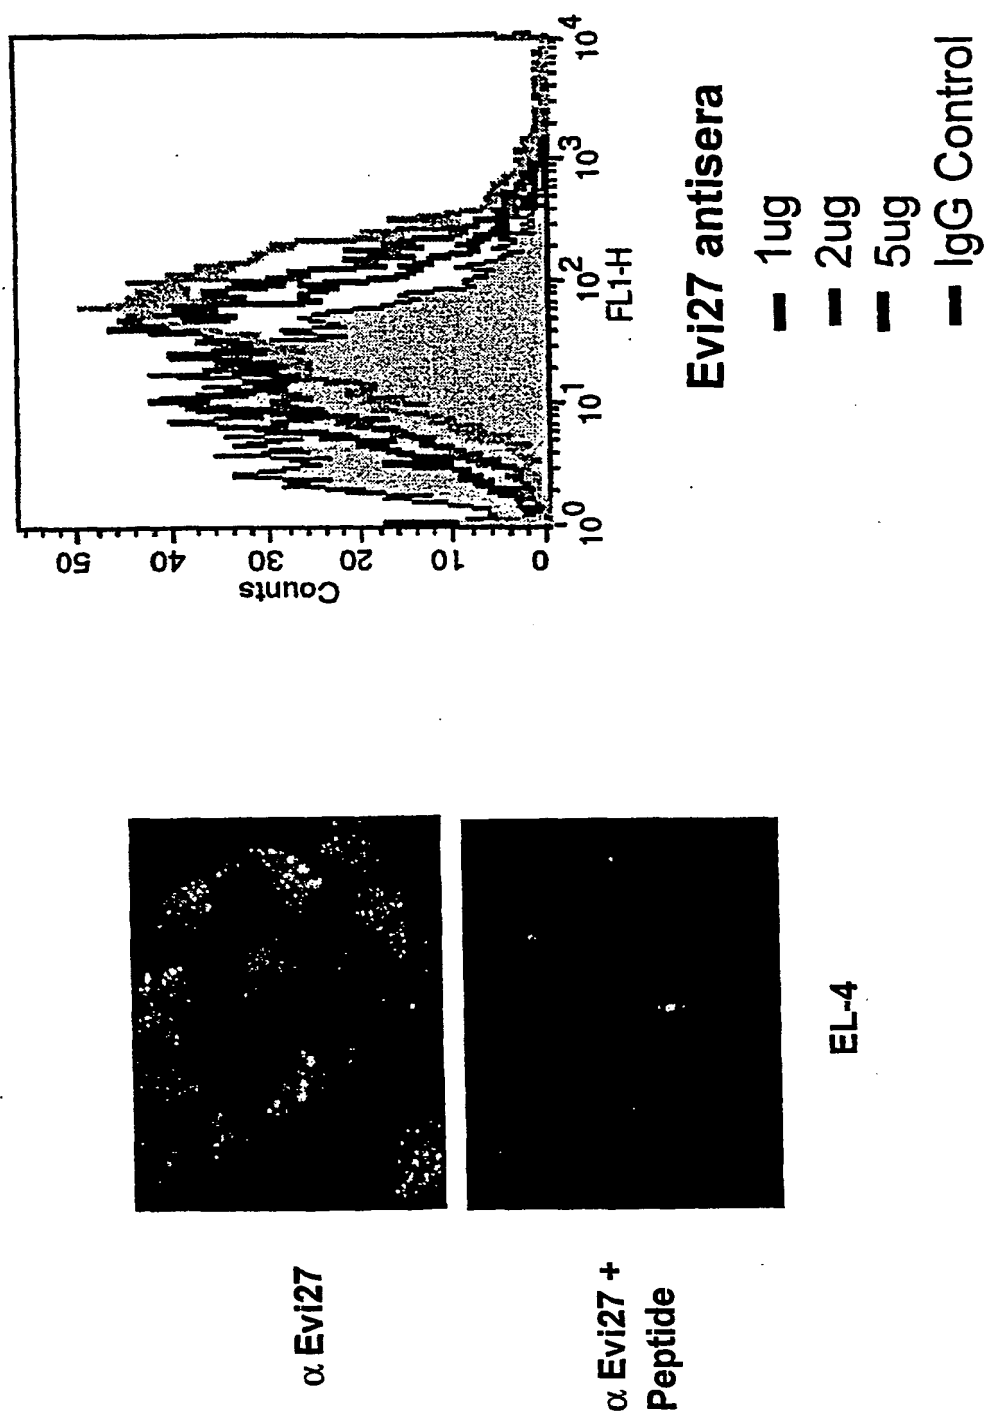 α Evi27
α Evi27 +
Peptide
EL-4
Counts
50
40
30
20
10
0
10^0
10^1
10^2
10^3
10^4
FL1-H
Evi27 antisera
1ug
2ug
5ug
IgG Control